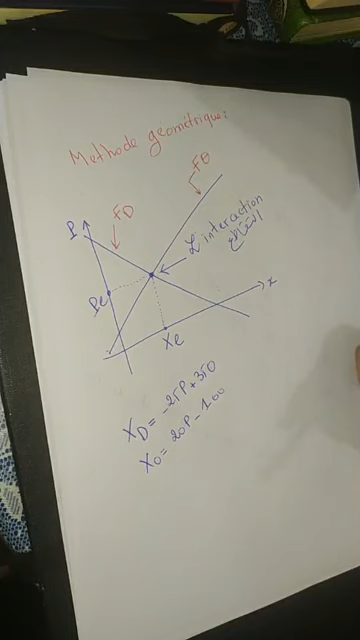 Methode géométrique:
FO
FD
P
L'interaction
التقاطع
x
Pe
Xe
XD = -25P+350
XO = 20P-100